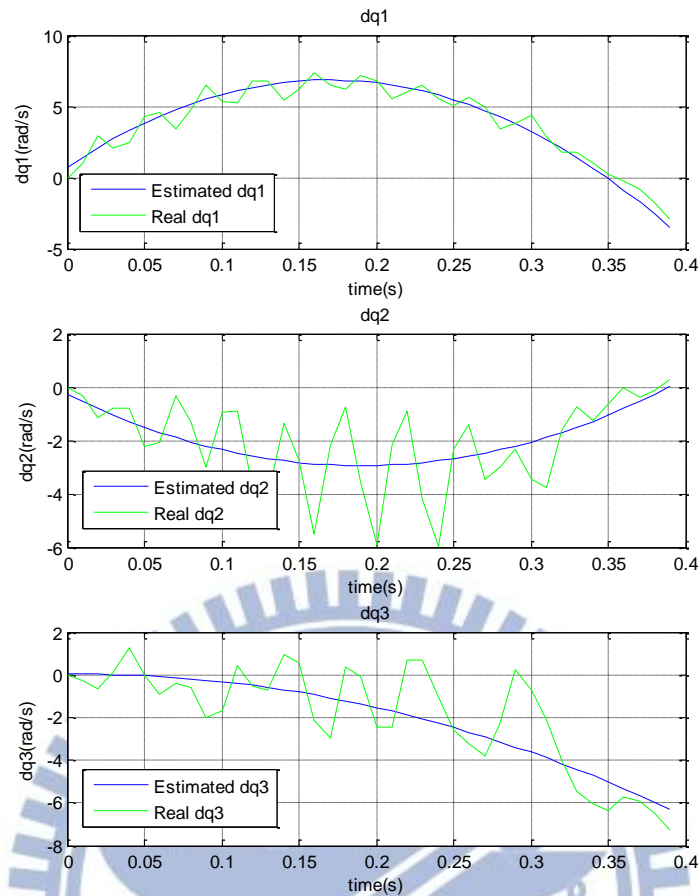 dq1
10
5
0
-5
dq1(rad/s)
Estimated dq1
Real dq1
0 0.05 0.1 0.15 0.2 0.25 0.3 0.35 0.4
time(s)
dq2
2
0
-2
-4
-6
dq2(rad/s)
Estimated dq2
Real dq2
0 0.05 0.1 0.15 0.2 0.25 0.3 0.35 0.4
time(s)
dq3
2
0
-2
-4
-6
-8
dq3(rad/s)
Estimated dq3
Real dq3
0 0.05 0.1 0.15 0.2 0.25 0.3 0.35 0.4
time(s)